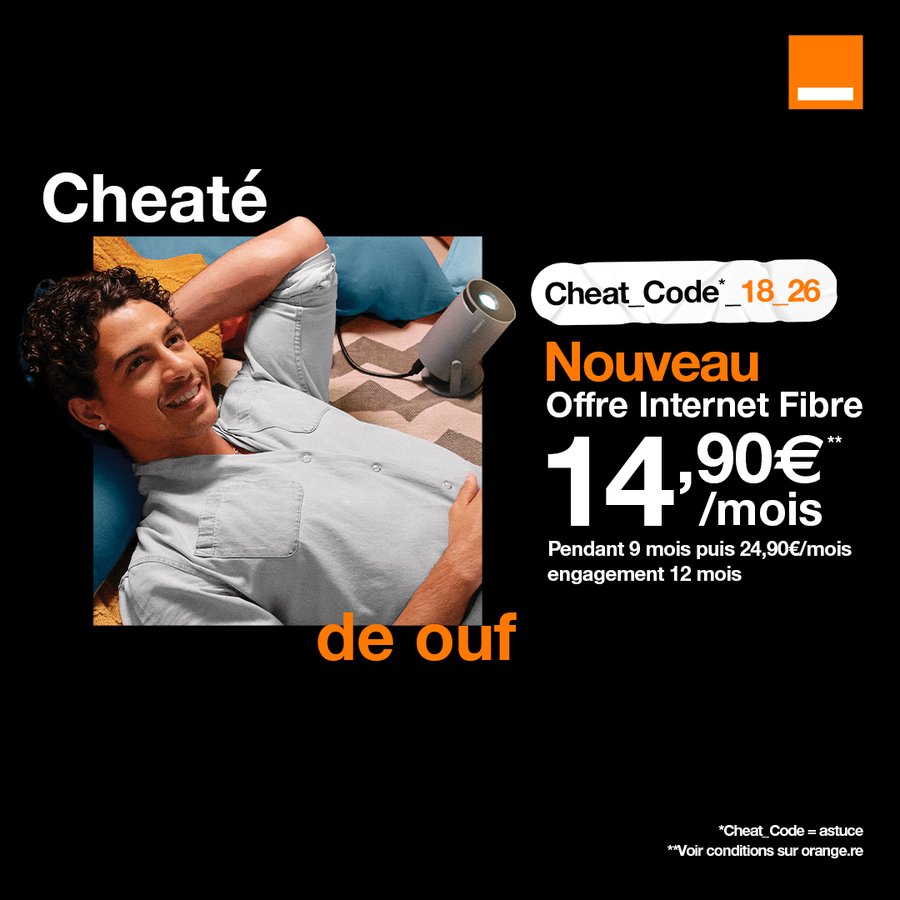 Cheaté
de ouf
Cheat_Code*_18_26
Nouveau
Offre Internet Fibre
14,90€**
/mois
Pendant 9 mois puis 24,90€/mois
engagement 12 mois
*Cheat_Code = astuce
**Voir conditions sur orange.re